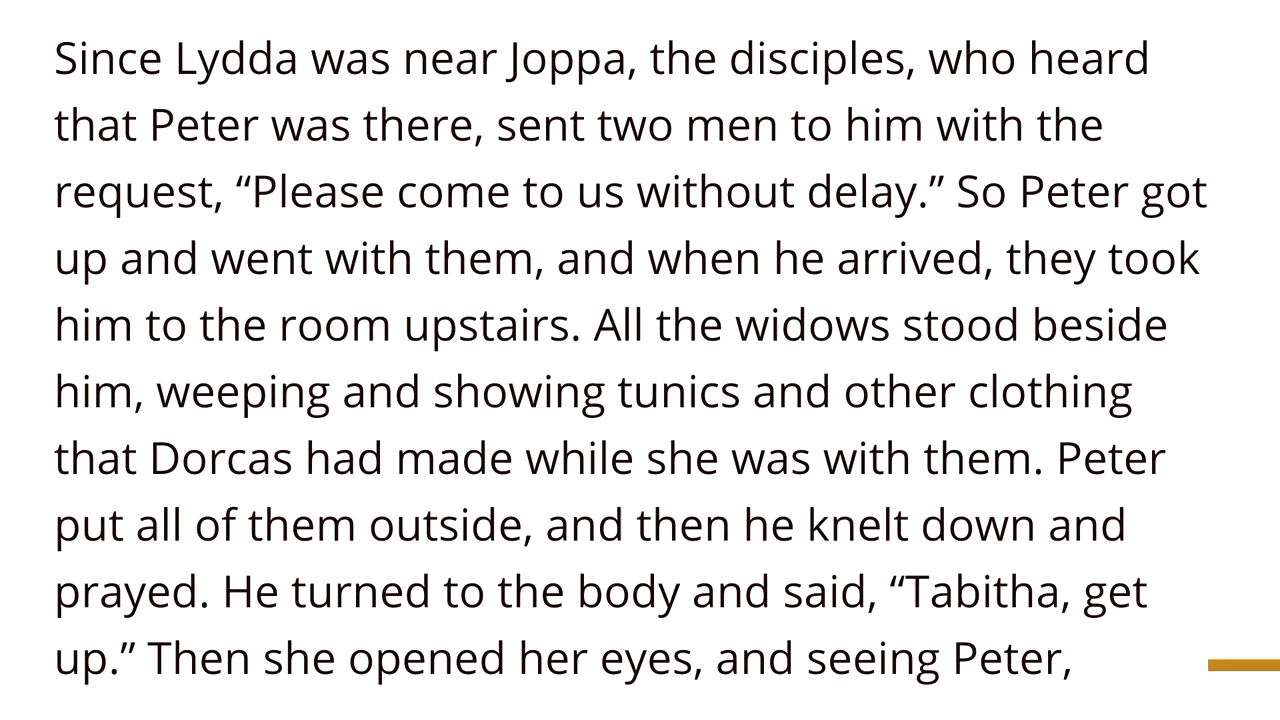 Since Lydda was near Joppa, the disciples, who heard
that Peter was there, sent two men to him with the
request, “Please come to us without delay.” So Peter got
up and went with them, and when he arrived, they took
him to the room upstairs. All the widows stood beside
him, weeping and showing tunics and other clothing
that Dorcas had made while she was with them. Peter
put all of them outside, and then he knelt down and
prayed. He turned to the body and said, “Tabitha, get
up.” Then she opened her eyes, and seeing Peter,